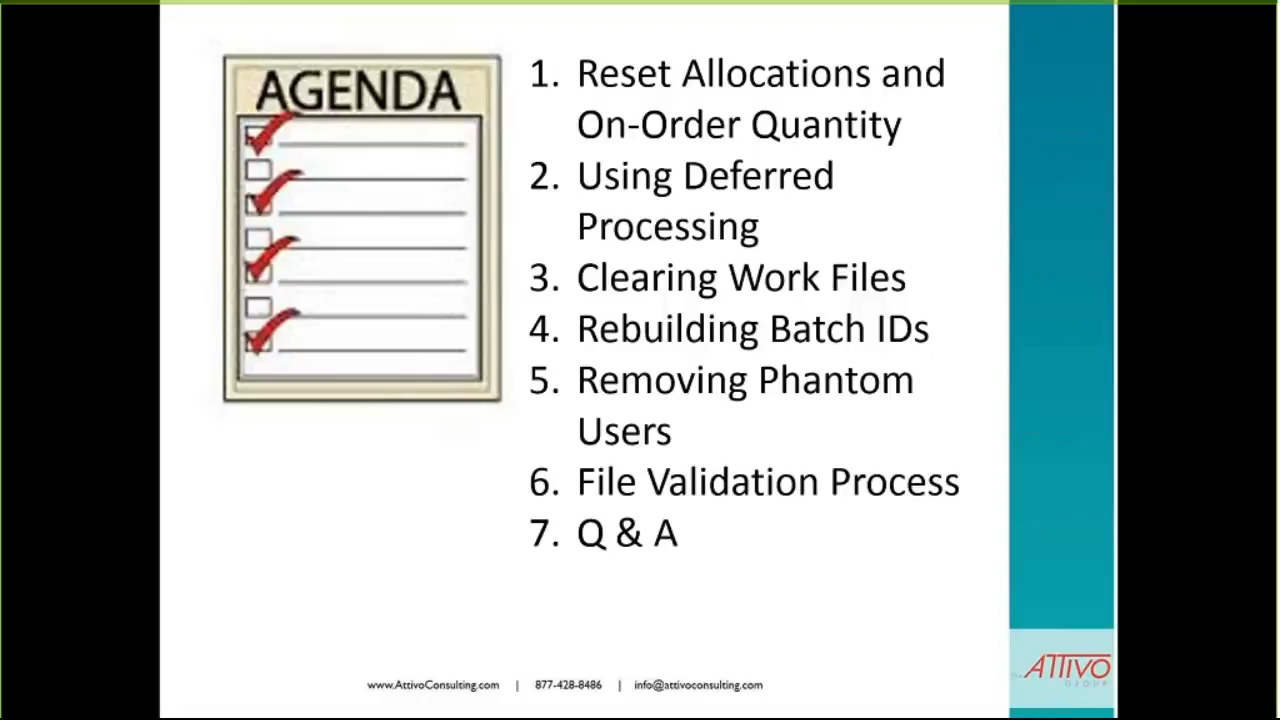 AGENDA
1. Reset Allocations and
On-Order Quantity
2. Using Deferred
Processing
3. Clearing Work Files
4. Rebuilding Batch IDs
5. Removing Phantom
Users
6. File Validation Process
7. Q & A
www.AttivoConsulting.com | 877-428-8486 | info@attivoconsulting.com
The ATTIVO
GROUP